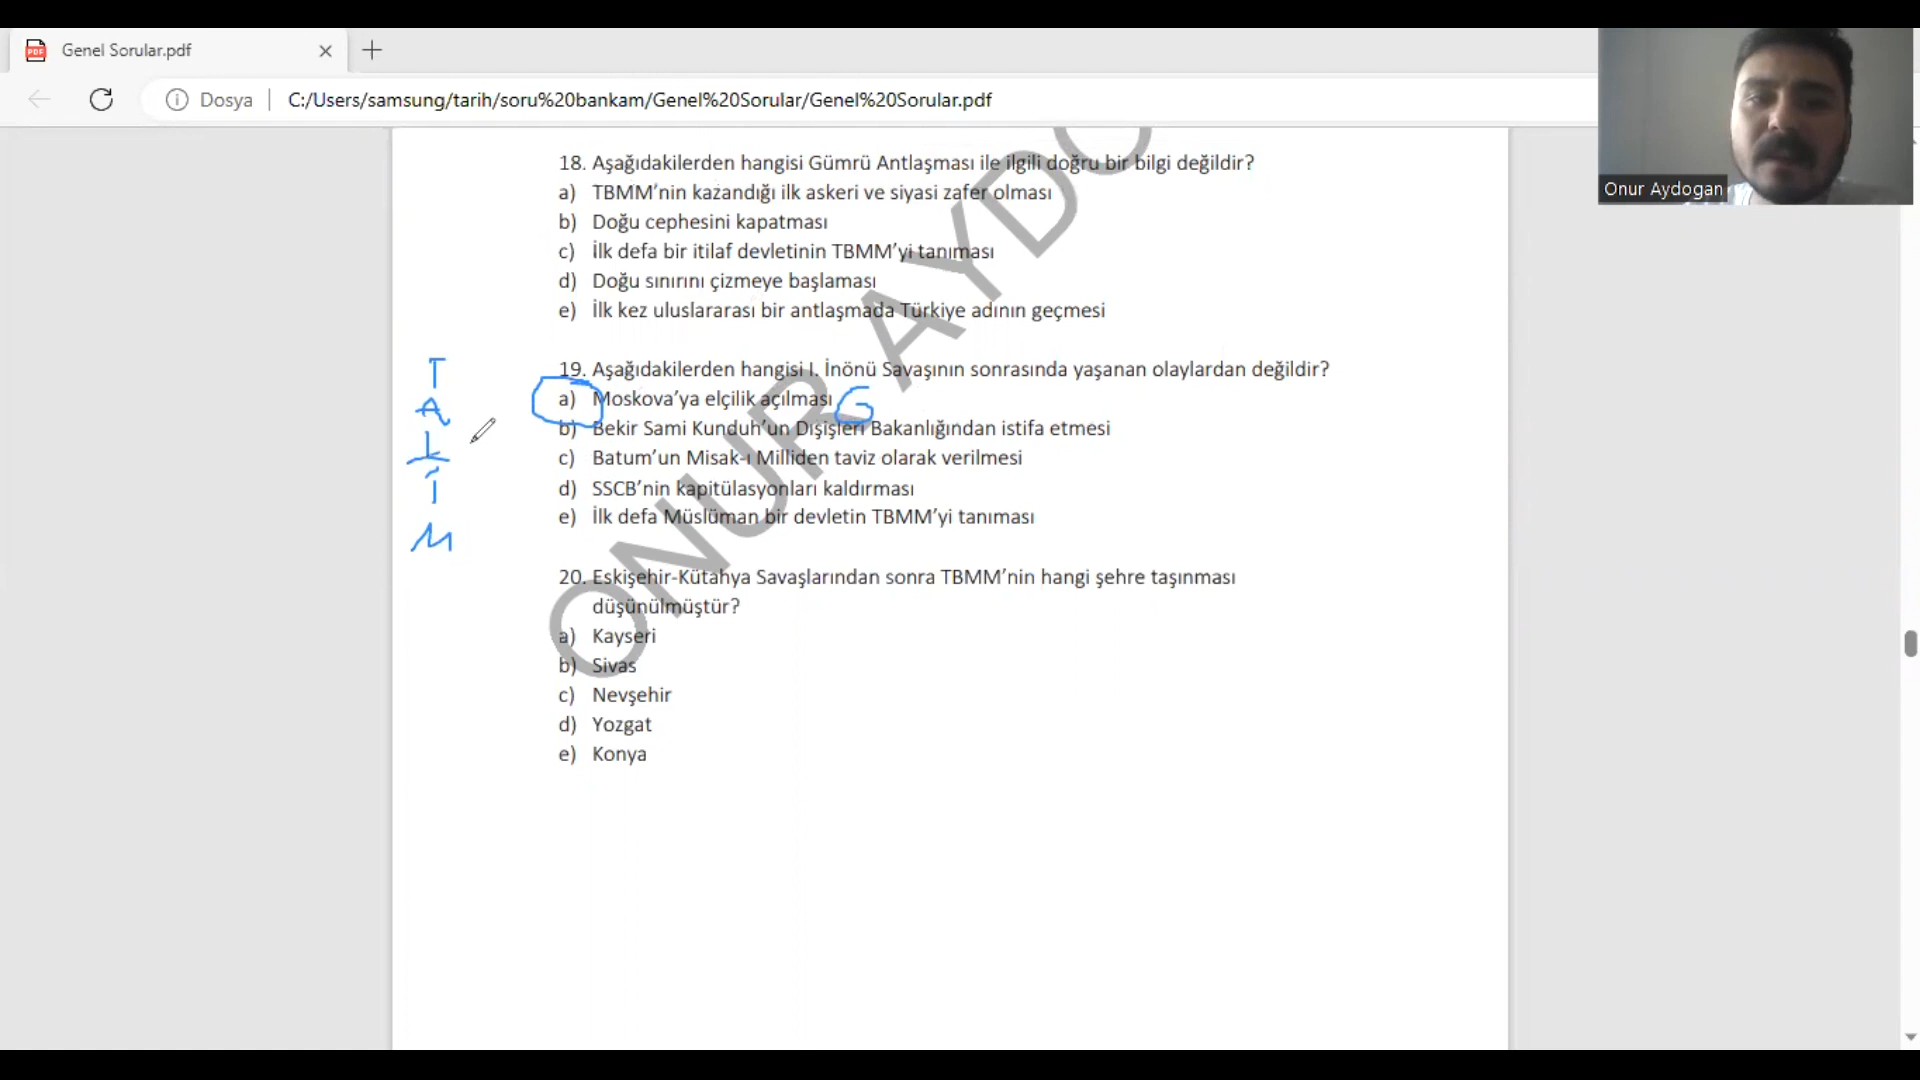 Genel Sorular.pdf
Dosya
C:/Users/samsung/tarih/soru%20bankam/Genel%20Sorular/Genel%20Sorular.pdf
Onur Aydogan
18. Aşağıdakilerden hangisi Gümrü Antlaşması ile ilgili doğru bir bilgi değildir?
a) TBMM’nin kazandığı ilk askeri ve siyasi zafer olması
b) Doğu cephesini kapatması
c) İlk defa bir itilaf devletinin TBMM’yi tanıması
d) Doğu sınırını çizmeye başlaması
e) İlk kez uluslararası bir antlaşmada Türkiye adının geçmesi
19. Aşağıdakilerden hangisi I. İnönü Savaşının sonrasında yaşanan olaylardan değildir?
a) Moskova’ya elçilik açılması G
b) Bekir Sami Kunduh’un Dışişleri Bakanlığından istifa etmesi
c) Batum’un Misak-ı Milliden taviz olarak verilmesi
d) SSCB’nin kapitülasyonları kaldırması
e) İlk defa Müslüman bir devletin TBMM’yi tanıması
T
A
L
İ
M
20. Eskişehir-Kütahya Savaşlarından sonra TBMM’nin hangi şehre taşınması
düşünülmüştür?
a) Kayseri
b) Sivas
c) Nevşehir
d) Yozgat
e) Konya
ONUR AYDO